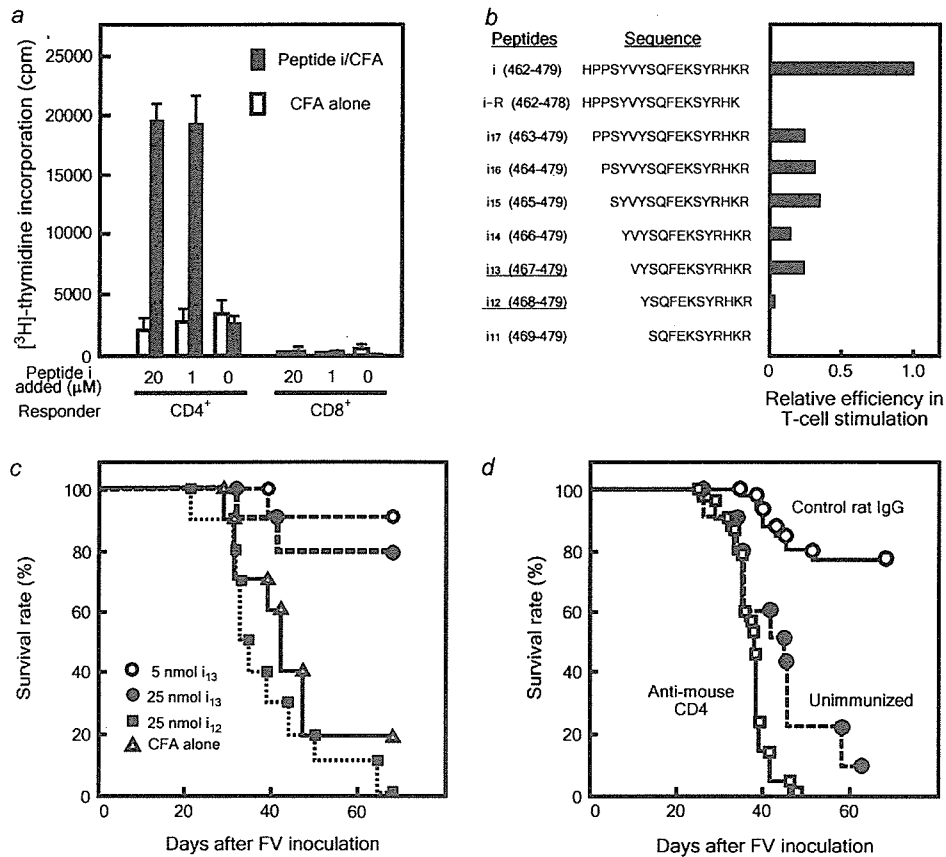 a
[³H]-thymidine incorporation (cpm)
25000
20000
15000
10000
5000
0
Peptide i/CFA
CFA alone
Peptide i added (μM)
20 1 0 20 1 0
Responder CD4⁺ CD8⁺
b
Peptides Sequence
i (462-479) HPPSYVYSQFEKSYRHKR
i-R (462-478) HPPSYVYSQFEKSYRHK
i17 (463-479) PPSYVYSQFEKSYRHKR
i16 (464-479) PSYVYSQFEKSYRHKR
i15 (465-479) SYVYSQFEKSYRHKR
i14 (466-479) YVYSQFEKSYRHKR
i13 (467-479) VYSQFEKSYRHKR
i12 (468-479) YSQFEKSYRHKR
i11 (469-479) SQFEKSYRHKR
0 0.5 1.0
Relative efficiency in
T-cell stimulation
c
Survival rate (%)
100
80
60
40
20
0
5 nmol i13
25 nmol i13
25 nmol i12
CFA alone
0 20 40 60
Days after FV inoculation
d
Survival rate (%)
100
80
60
40
20
0
Control rat IgG
Anti-mouse
CD4
Unimmunized
0 20 40 60
Days after FV inoculation